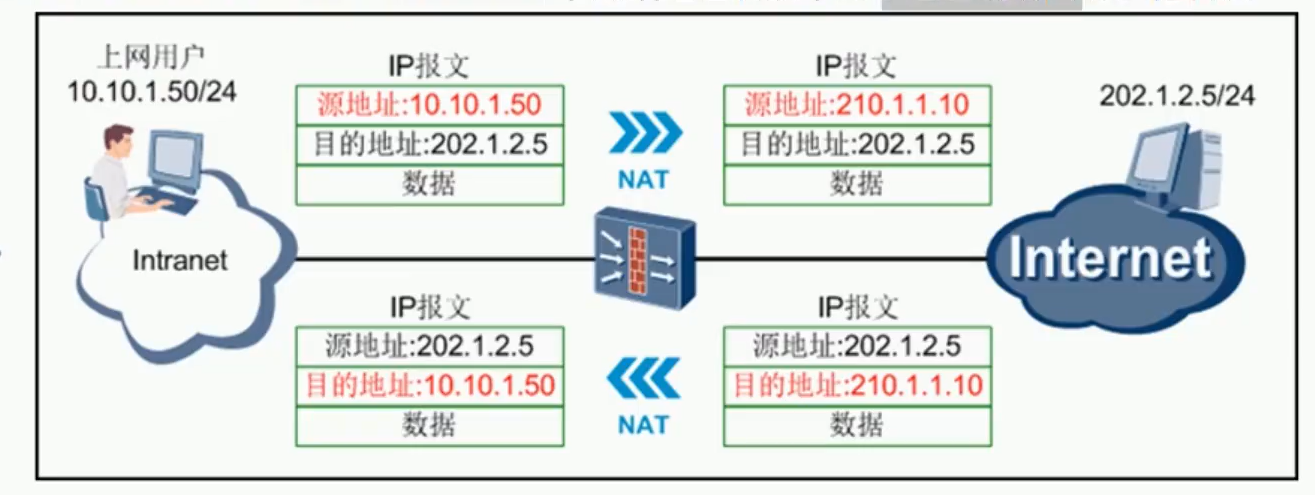 上网用户
10.10.1.50/24
IP报文
源地址:10.10.1.50
目的地址:202.1.2.5
数据
NAT
IP报文
源地址:210.1.1.10
目的地址:202.1.2.5
数据
202.1.2.5/24
Intranet
Internet
IP报文
源地址:202.1.2.5
目的地址:10.10.1.50
数据
NAT
IP报文
源地址:202.1.2.5
目的地址:210.1.1.10
数据